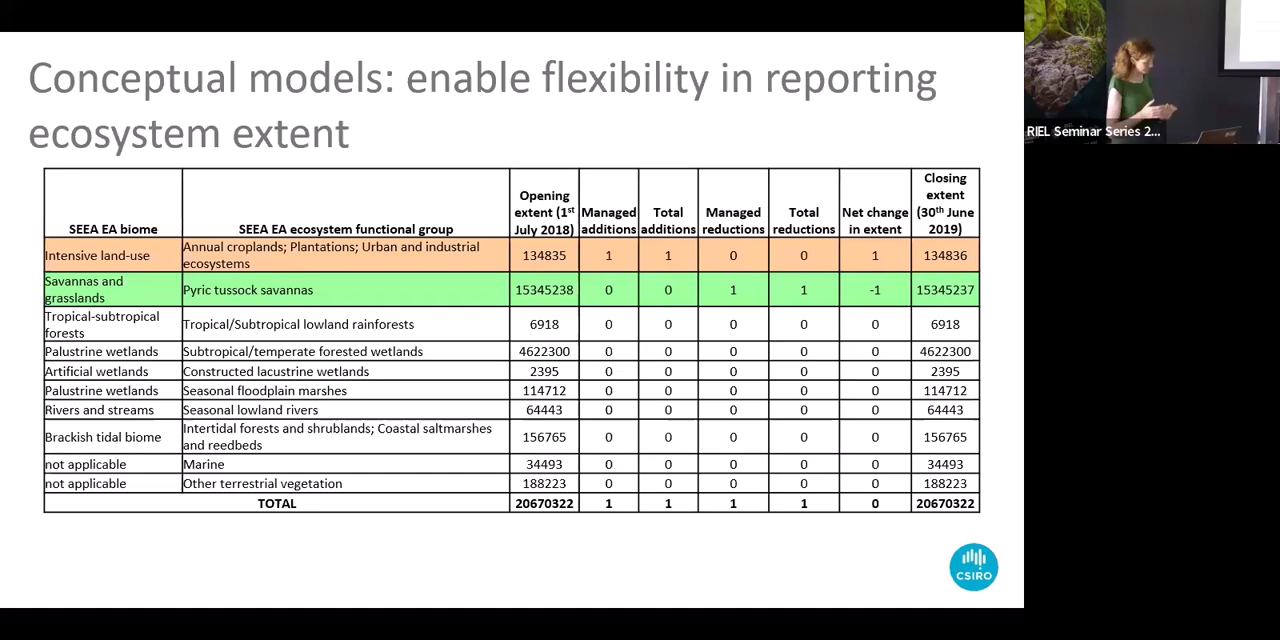 Conceptual models: enable flexibility in reporting
ecosystem extent
SEEA EA biome SEEA EA ecosystem functional group Opening extent (1st July 2018) Managed additions Total additions Managed reductions Total reductions Net change in extent Closing extent (30th June 2019)
Intensive land-use Annual croplands; Plantations; Urban and industrial ecosystems 134835 1 1 0 0 1 134836
Savannas and grasslands Pyric tussock savannas 15345238 0 0 1 1 -1 15345237
Tropical-subtropical forests Tropical/Subtropical lowland rainforests 6918 0 0 0 0 0 6918
Palustrine wetlands Subtropical/temperate forested wetlands 4622300 0 0 0 0 0 4622300
Artificial wetlands Constructed lacustrine wetlands 2395 0 0 0 0 0 2395
Palustrine wetlands Seasonal floodplain marshes 114712 0 0 0 0 0 114712
Rivers and streams Seasonal lowland rivers 64443 0 0 0 0 0 64443
Brackish tidal biome Intertidal forests and shrublands; Coastal saltmarshes and reedbeds 156765 0 0 0 0 0 156765
not applicable Marine 34493 0 0 0 0 0 34493
not applicable Other terrestrial vegetation 188223 0 0 0 0 0 188223
TOTAL 20670322 1 1 1 1 0 20670322
CSIRO
RIEL Seminar Series 2...